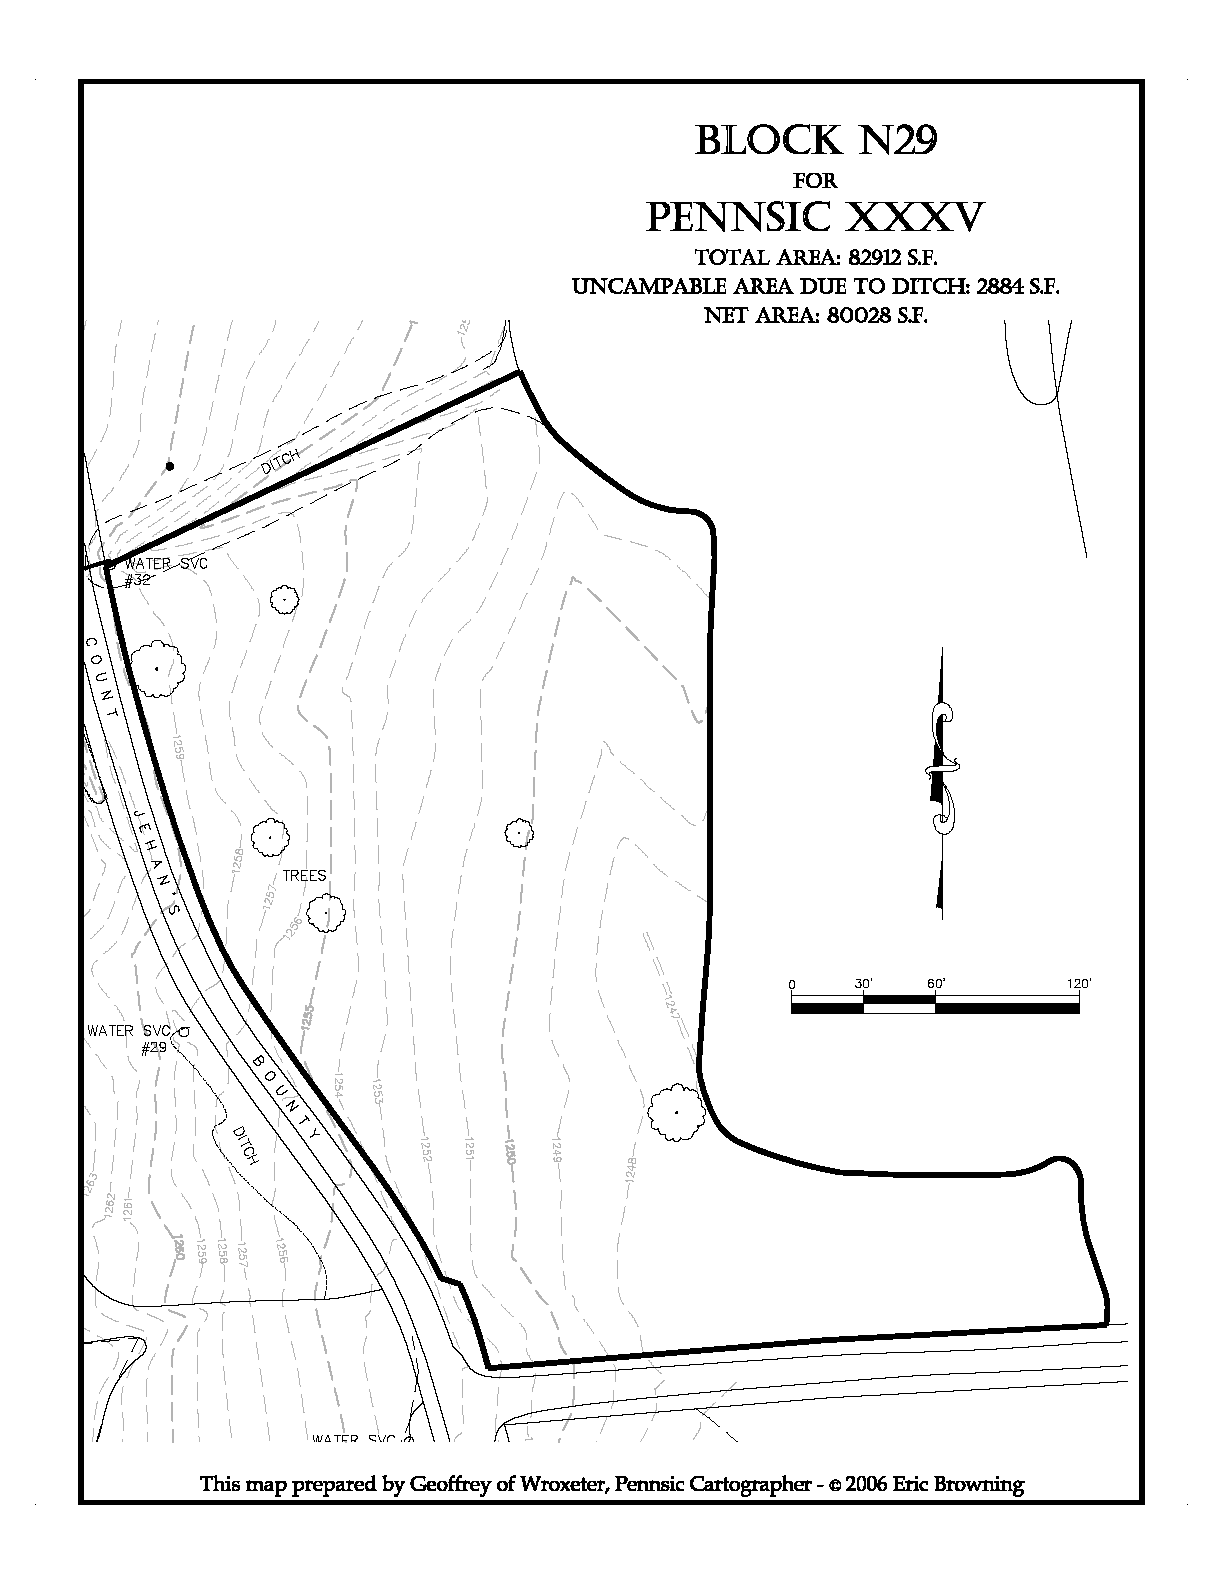 BLOCK N29
FOR
PENNSIC XXXV
TOTAL AREA: 82912 S.F.
UNCAMPABLE AREA DUE TO DITCH: 2884 S.F.
NET AREA: 80028 S.F.
DITCH
WATER SVC
#32
COUNT JEHAN'S BOUNTY
1259
1258
TREES
1257
1256
1255
1247
0 30' 60' 120'
WATER SVC
#29
1254
1253
DITCH
1252
1251
1250
1249
1248
1263
1262
1261
1260
1259
1258
1257
1256
WATER SVC
This map prepared by Geoffrey of Wroxeter, Pennsic Cartographer - © 2006 Eric Browning